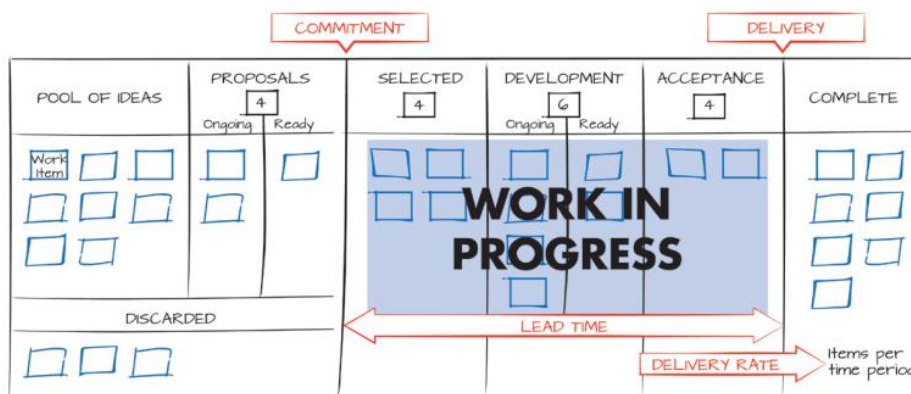 COMMITMENT
DELIVERY
POOL OF IDEAS
PROPOSALS
4
Ongoing Ready
SELECTED
4
DEVELOPMENT
6
Ongoing Ready
ACCEPTANCE
4
COMPLETE
Work
Item
WORK IN
PROGRESS
DISCARDED
LEAD TIME
DELIVERY RATE
Items per
time period